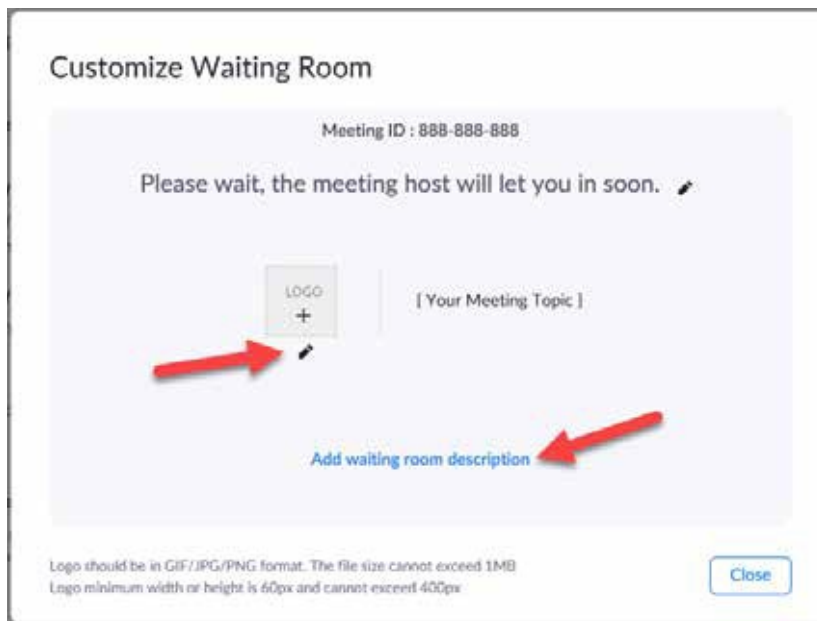 Customize Waiting Room
Meeting ID : 888-888-888
Please wait, the meeting host will let you in soon.
LOGO
+
[ Your Meeting Topic ]
Add waiting room description
Logo should be in GIF/JPG/PNG format. The file size cannot exceed 1MB
Logo minimum width or height is 60px and cannot exceed 400px
Close